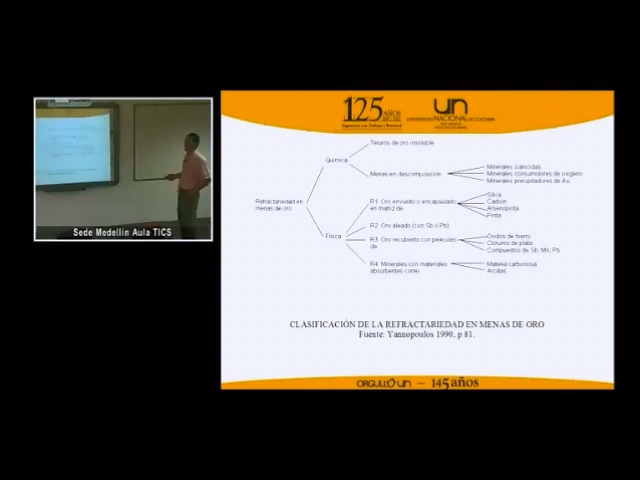 125 AÑOS
UN
UNIVERSIDAD NACIONAL DE COLOMBIA
Teluros de oro insoluble
Química
Menas en descomposición
Minerales cianicidas
Minerales consumidores de oxigeno
Minerales precipitadores de Au
Refractariedad en
menas de oro
Física
R1: Oro envuelto o encapsulado
en matriz de
Sílice
Carbón
Arsenopirita
Pirita
R2: Oro aleado (con Sb o Pb)
R3: Oro recubierto con películas
de
Óxidos de hierro
Cloruros de plata
Compuestos de Sb, Mn, Pb
R4: Minerales con materiales
absorbentes como
Materia carbonosa
Arcillas
CLASIFICACIÓN DE LA REFRACTARIEDAD EN MENAS DE ORO
Fuente: Yannopoulos 1990, p 81.
ORGULLO UN – 145 años
Sede Medellín Aula TICS